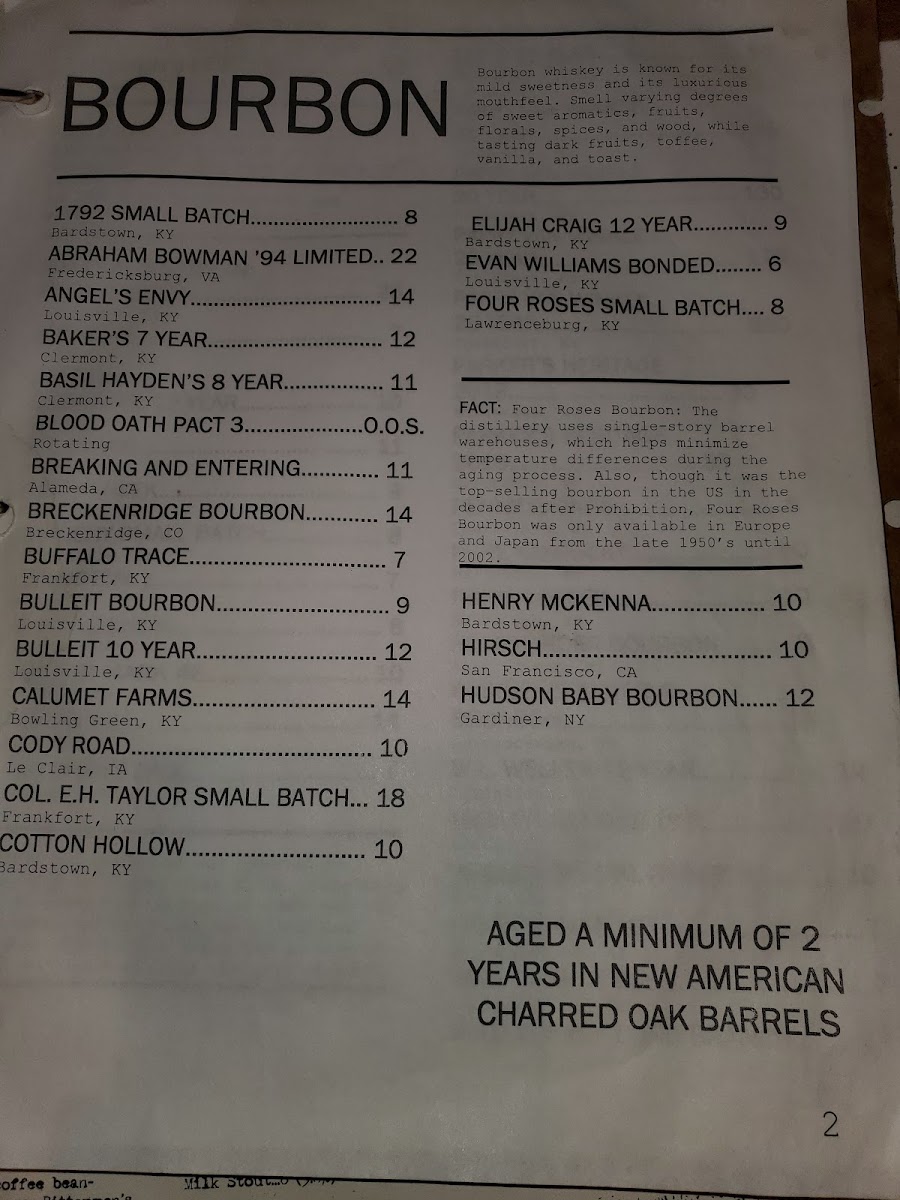 BOURBON
Bourbon whiskey is known for its
mild sweetness and its luxurious
mouthfeel. Smell varying degrees
of sweet aromatics, fruits,
florals, spices, and wood, while
tasting dark fruits, toffee,
vanilla, and toast.
1792 SMALL BATCH................................ 8
Bardstown, KY
ABRAHAM BOWMAN '94 LIMITED.. 22
Fredericksburg, VA
ANGEL'S ENVY........................................ 14
Louisville, KY
BAKER'S 7 YEAR.................................... 12
Clermont, KY
BASIL HAYDEN'S 8 YEAR..................... 11
Clermont, KY
BLOOD OATH PACT 3.........................O.O.S.
Rotating
BREAKING AND ENTERING................ 11
Alameda, CA
BRECKENRIDGE BOURBON............... 14
Breckenridge, CO
BUFFALO TRACE.......................................... 7
Frankfort, KY
BULLEIT BOURBON..................................... 9
Louisville, KY
BULLEIT 10 YEAR...................................... 12
Louisville, KY
CALUMET FARMS...................................... 14
Bowling Green, KY
CODY ROAD................................................ 10
Le Clair, IA
COL. E.H. TAYLOR SMALL BATCH... 18
Frankfort, KY
COTTON HOLLOW..................................... 10
Bardstown, KY
ELIJAH CRAIG 12 YEAR............. 9
Bardstown, KY
EVAN WILLIAMS BONDED........ 6
Louisville, KY
FOUR ROSES SMALL BATCH.... 8
Lawrenceburg, KY
FACT: Four Roses Bourbon: The
distillery uses single-story barrel
warehouses, which helps minimize
temperature differences during the
aging process. Also, though it was the
top-selling bourbon in the US in the
decades after Prohibition, Four Roses
Bourbon was only available in Europe
and Japan from the late 1950's until
2002.
HENRY MCKENNA..................... 10
Bardstown, KY
HIRSCH.......................................... 10
San Francisco, CA
HUDSON BABY BOURBON...... 12
Gardiner, NY
AGED A MINIMUM OF 2
YEARS IN NEW AMERICAN
CHARRED OAK BARRELS
2
offee bean-
Milk Stout